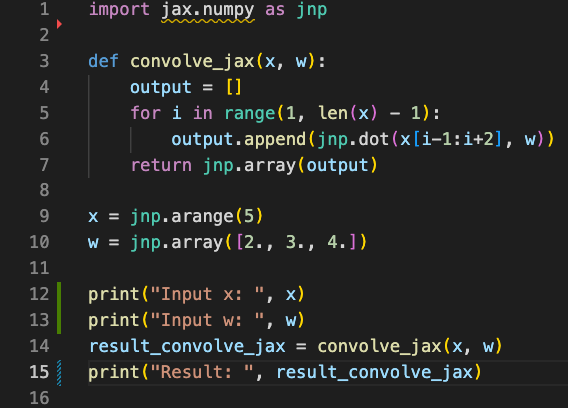 1 import jax.numpy as jnp
2
3 def convolve_jax(x, w):
4     output = []
5     for i in range(1, len(x) - 1):
6         output.append(jnp.dot(x[i-1:i+2], w))
7     return jnp.array(output)
8
9 x = jnp.arange(5)
10 w = jnp.array([2., 3., 4.])
11
12 print("Input x: ", x)
13 print("Input w: ", w)
14 result_convolve_jax = convolve_jax(x, w)
15 print("Result: ", result_convolve_jax)
16